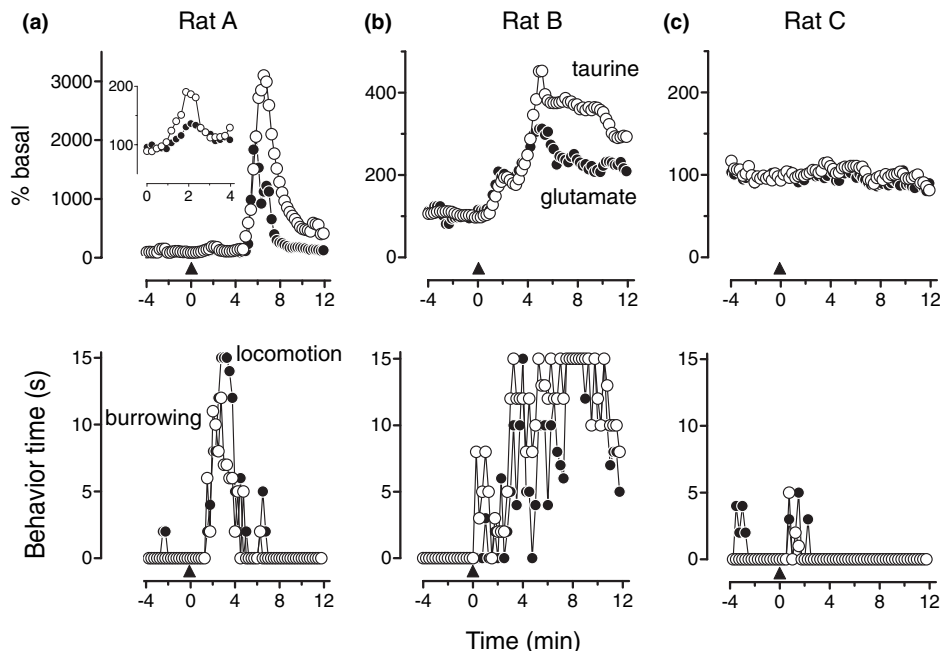 (a) Rat A
(b) Rat B
(c) Rat C
% basal
3000
2000
1000
0
200
100
0 2 4
-4 0 4 8 12
400
200
0
taurine
glutamate
-4 0 4 8 12
200
100
0
-4 0 4 8 12
Behavior time (s)
15
10
5
0
locomotion
burrowing
-4 0 4 8 12
15
10
5
0
-4 0 4 8 12
15
10
5
0
-4 0 4 8 12
Time (min)